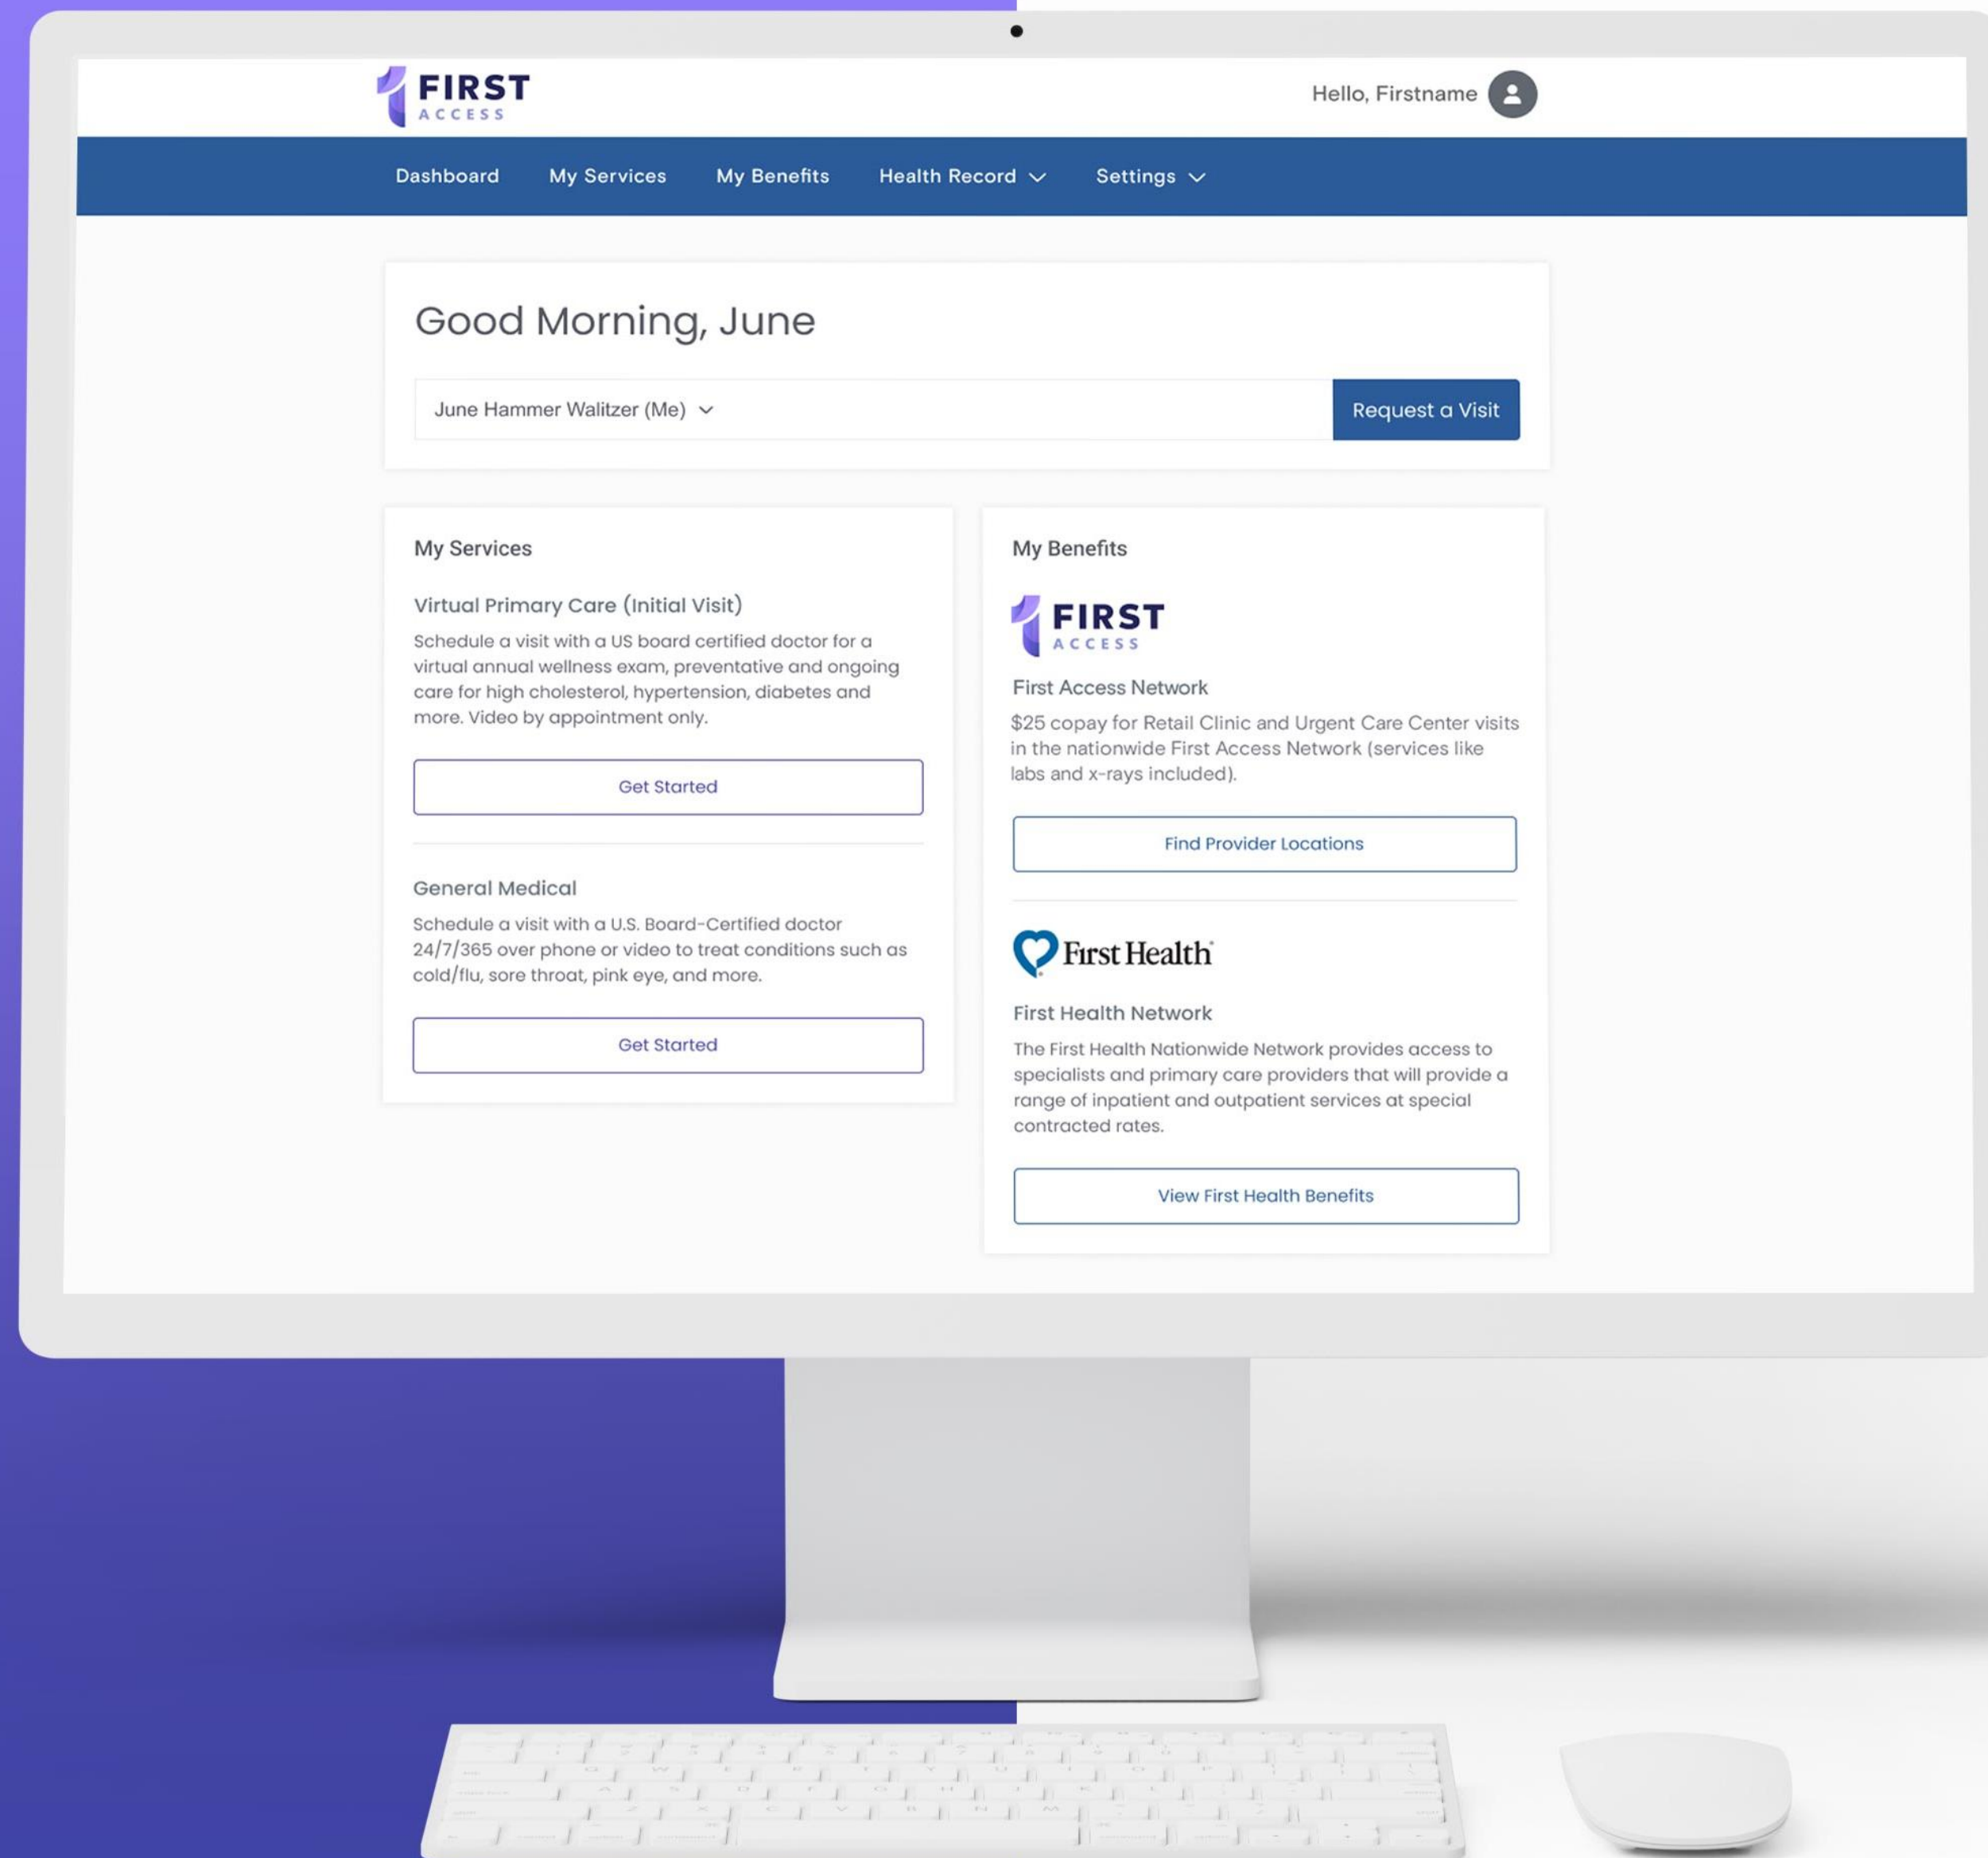 FIRST
ACCESS
Hello, Firstname
Dashboard My Services My Benefits Health Record Settings
Good Morning, June
June Hammer Walitzer (Me)
Request a Visit
My Services
Virtual Primary Care (Initial Visit)
Schedule a visit with a US board certified doctor for a
virtual annual wellness exam, preventative and ongoing
care for high cholesterol, hypertension, diabetes and
more. Video by appointment only.
Get Started
General Medical
Schedule a visit with a U.S. Board-Certified doctor
24/7/365 over phone or video to treat conditions such as
cold/flu, sore throat, pink eye, and more.
Get Started
My Benefits
FIRST
ACCESS
First Access Network
$25 copay for Retail Clinic and Urgent Care Center visits
in the nationwide First Access Network (services like
labs and x-rays included).
Find Provider Locations
First Health
First Health Network
The First Health Nationwide Network provides access to
specialists and primary care providers that will provide a
range of inpatient and outpatient services at special
contracted rates.
View First Health Benefits